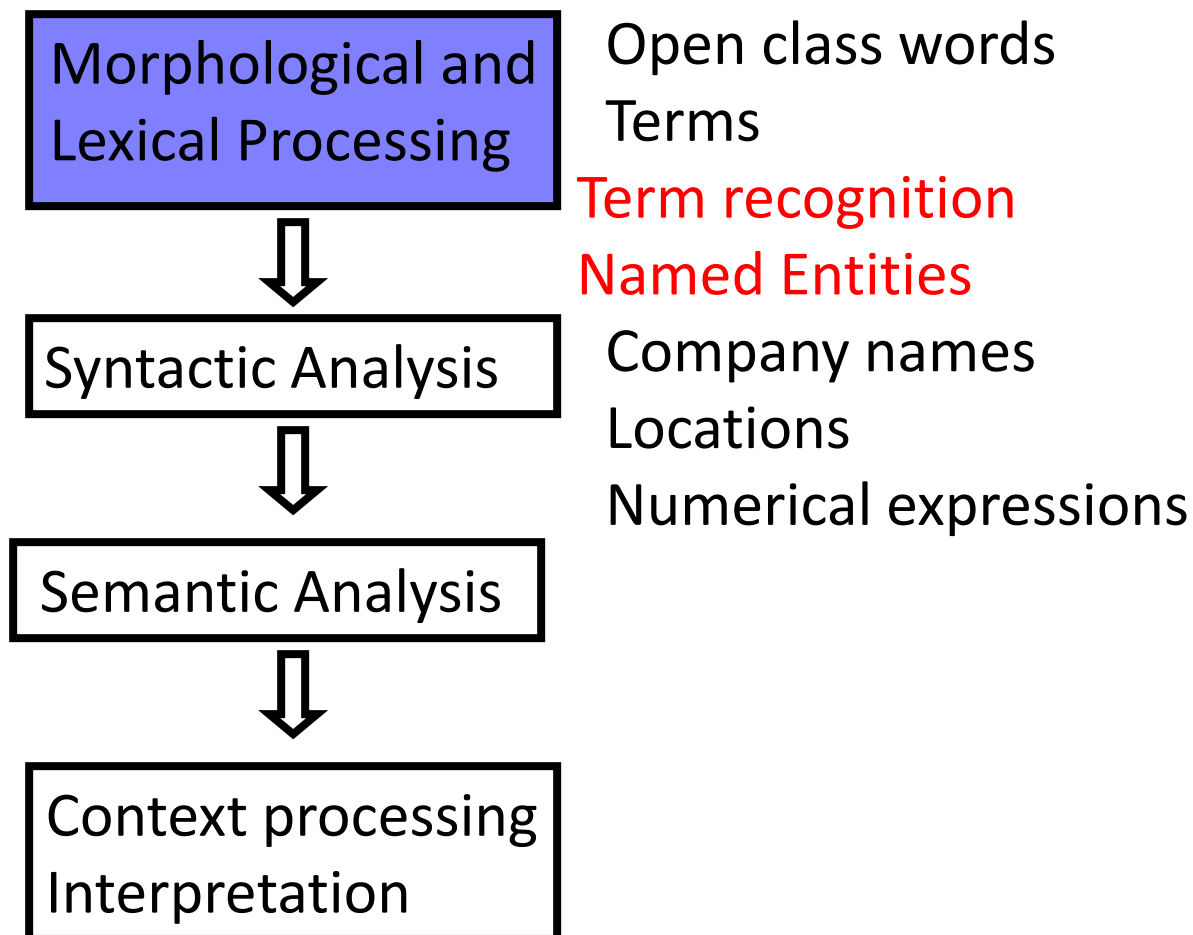 Morphological and
Lexical Processing
Syntactic Analysis
Semantic Analysis
Context processing
Interpretation
Open class words
Terms
Term recognition
Named Entities
Company names
Locations
Numerical expressions